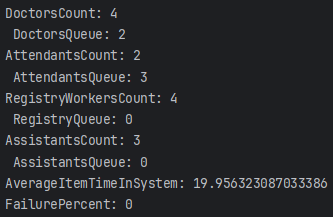 DoctorsCount: 4
DoctorsQueue: 2
AttendantsCount: 2
AttendantsQueue: 3
RegistryWorkersCount: 4
RegistryQueue: 0
AssistantsCount: 3
AssistantsQueue: 0
AverageItemTimeInSystem: 19.956323087033386
FailurePercent: 0